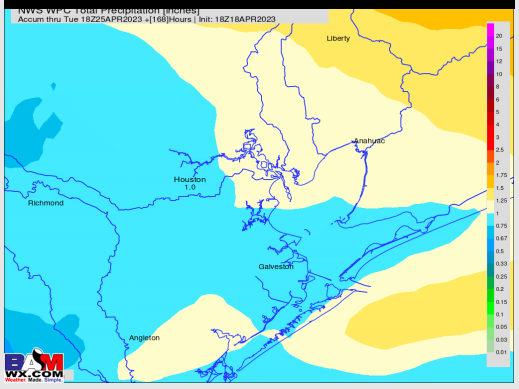 NWS WPC Total Precipitation [inches]
Accum thru Tue 18Z25APR2023 +[168]Hours | Init: 18Z18APR2023
Liberty
Anahuac
Houston
1.0
Richmond
Galveston
Angleton
20
15
12
10
8
6
5
4
3
2.5
2
1.75
1.5
1.25
1
0.75
0.67
0.5
0.33
0.25
0.2
0.15
0.1
0.05
0.03
0.01
BAM
WX.COM
Weather. Made. Simple.